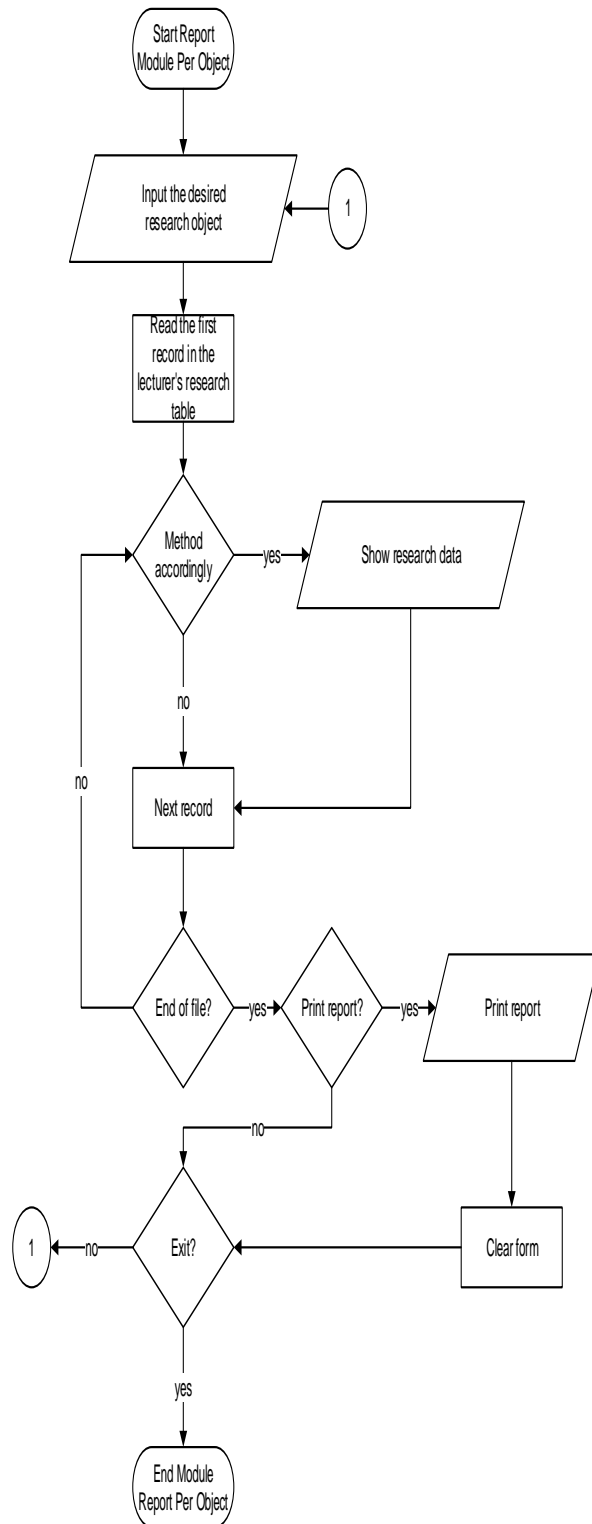 Start Report
Module Per Object
Input the desired
research object
1
Read the first
record in the
lecturer's research
table
Method
accordingly
yes
Show research data
no
no
Next record
End of file?
yes
Print report?
yes
Print report
no
1
no
Exit?
Clear form
yes
End Module
Report Per Object